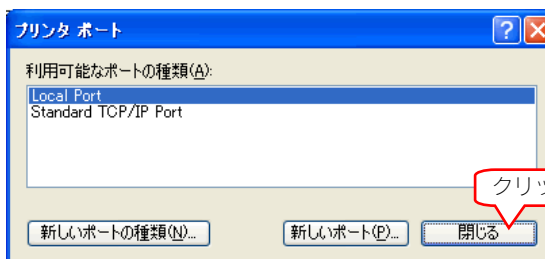 プリンタ ポート
利用可能なポートの種類(A):
Local Port
Standard TCP/IP Port
クリッ
新しいポートの種類(N)... 新しいポート(P)... 閉じる